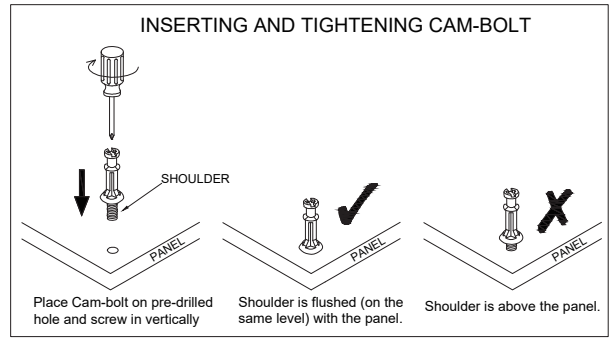 INSERTING AND TIGHTENING CAM-BOLT
SHOULDER
PANEL
PANEL
PANEL
Place Cam-bolt on pre-drilled
hole and screw in vertically
Shoulder is flushed (on the
same level) with the panel.
Shoulder is above the panel.